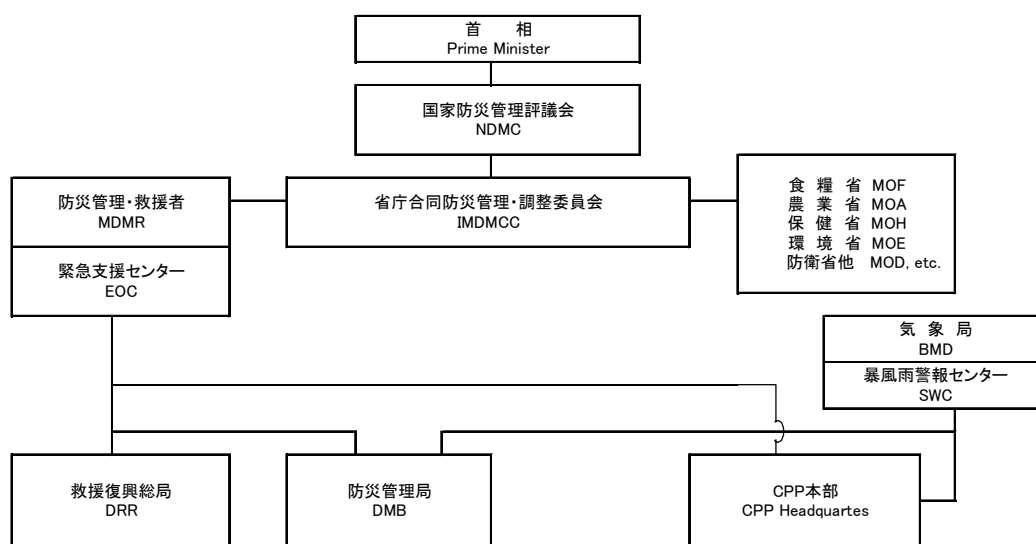 首 相
Prime Minister
国家防災管理評議会
NDMC
防災管理・救援者
MDMR
緊急支援センター
EOC
省庁合同防災管理・調整委員会
IMDMCC
食 糧 省 MOF
農 業 省 MOA
保 健 省 MOH
環 境 省 MOE
防衛省他 MOD, etc.
気 象 局
BMD
暴風雨警報センター
SWC
救援復興総局
DRR
防災管理局
DMB
CPP本部
CPP Headquartes